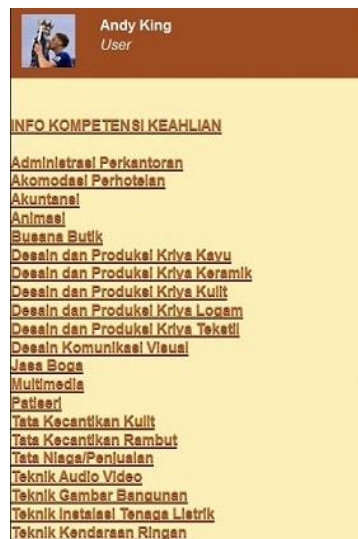 Andy King
User
INFO KOMPETENSI KEAHLIAN
Administrasi Perkantoran
Akomodasi Perhotelan
Akuntansi
Animasi
Busana Butik
Desain dan Produksi Kriya Kayu
Desain dan Produksi Kriya Keramik
Desain dan Produksi Kriya Kulit
Desain dan Produksi Kriya Logam
Desain dan Produksi Kriya Tekstil
Desain Komunikasi Visual
Jasa Boga
Multimedia
Patiseri
Tata Kecantikan Kulit
Tata Kecantikan Rambut
Tata Niaga/Penjualan
Teknik Audio Video
Teknik Gambar Bangunan
Teknik Instalasi Tenaga Listrik
Teknik Kendaraan Ringan